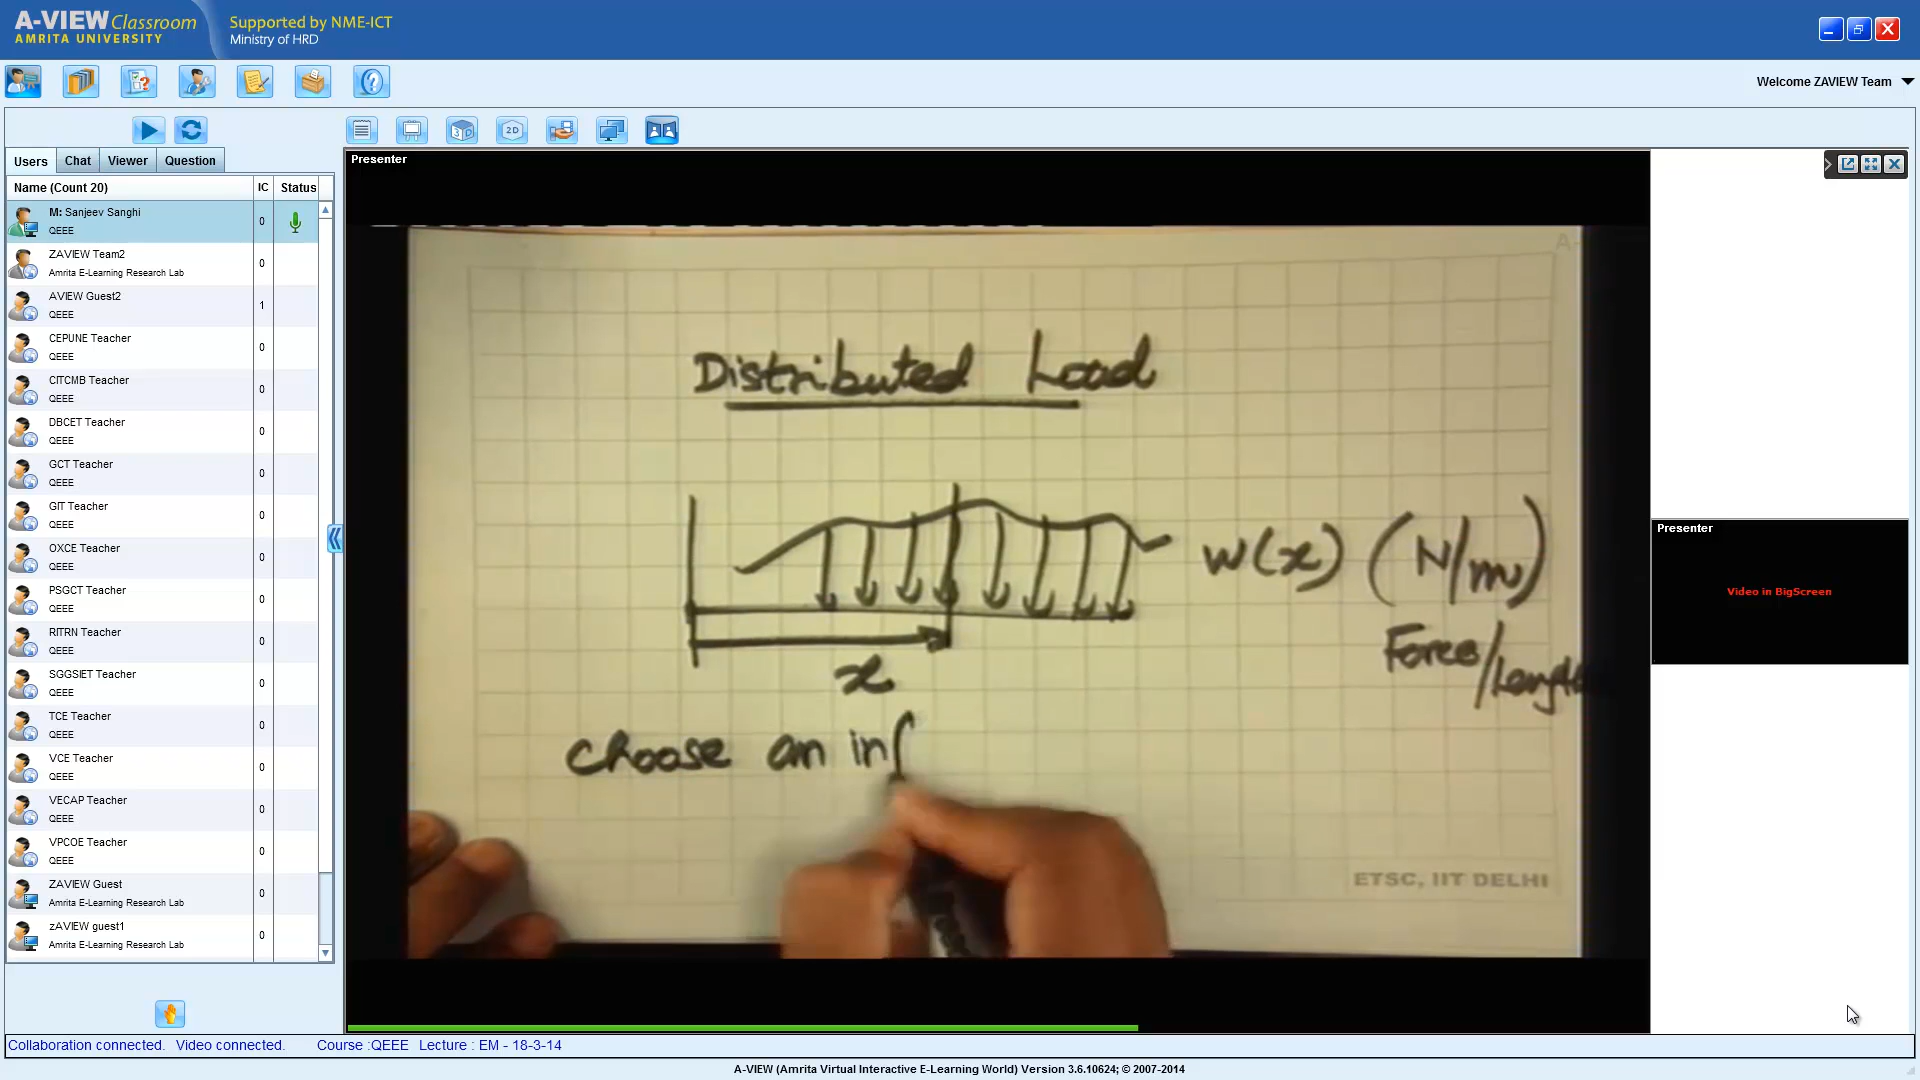 A-VIEW Classroom
AMRITA UNIVERSITY
Supported by NME-ICT
Ministry of HRD
Welcome ZAVIEW Team
Users Chat Viewer Question
Name (Count 20) IC Status
M: Sanjeev Sanghi
QEEE
0
ZAVIEW Team2
Amrita E-Learning Research Lab
0
AVIEW Guest2
QEEE
1
CEPUNE Teacher
QEEE
0
CITCMB Teacher
QEEE
0
DBCET Teacher
QEEE
0
GCT Teacher
QEEE
0
GIT Teacher
QEEE
0
OXCE Teacher
QEEE
0
PSGCT Teacher
QEEE
0
RITRN Teacher
QEEE
0
SGGSIET Teacher
QEEE
0
TCE Teacher
QEEE
0
VCE Teacher
QEEE
0
VECAP Teacher
QEEE
0
VPCOE Teacher
QEEE
0
ZAVIEW Guest
Amrita E-Learning Research Lab
0
zAVIEW guest1
Amrita E-Learning Research Lab
0
3D
2D
Presenter
A-
Distributed Load
w(x) (N/m)
Force/Length
x
choose an inf
ETSC, IIT DELHI
Presenter
Video in BigScreen
Collaboration connected. Video connected. Course :QEEE Lecture : EM - 18-3-14
A-VIEW (Amrita Virtual Interactive E-Learning World) Version 3.6.10624; © 2007-2014